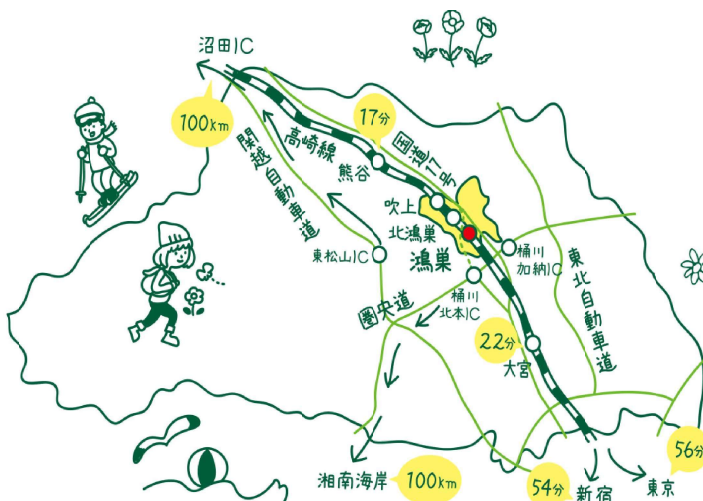 沼田IC
100km
17分
国道17号
高崎線
熊谷
関越自動車道
吹上
北鴻巣
鴻巣
東松山IC
桶川
加納IC
桶川
北本IC
圏央道
東北自動車道
22分
大宮
56分
東京
54分
新宿
湘南海岸
100km